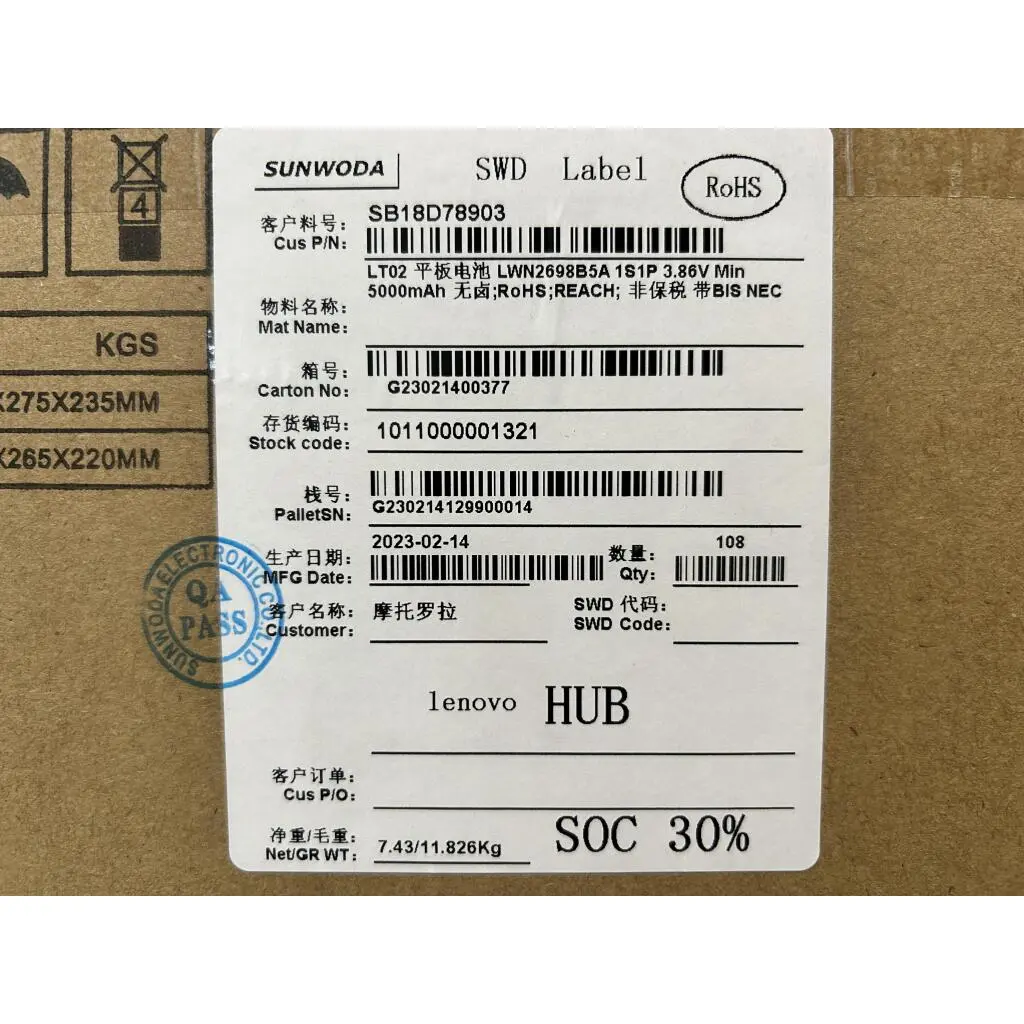 SUNWODA
SWD Label
RoHS
客户料号:
Cus P/N:
SB18D78903
LT02 平板电池 LWN2698B5A 1S1P 3.86V Min
5000mAh 无卤;RoHS;REACH; 非保税 带BIS NEC
物料名称:
Mat Name:
箱号:
Carton No:
G23021400377
存货编码:
Stock code:
1011000001321
栈号:
PalletSN:
G230214129900014
生产日期:
MFG Date:
2023-02-14
数量:
Qty:
108
客户名称:
Customer:
摩托罗拉
SWD 代码:
SWD Code:
lenovo HUB
客户订单:
Cus P/O:
净重/毛重:
Net/GR WT:
7.43/11.826Kg
SOC 30%
4
KGS
X275X235MM
X265X220MM
SUNWODAELECTRONIC CO.,LTD.
QA
PASS